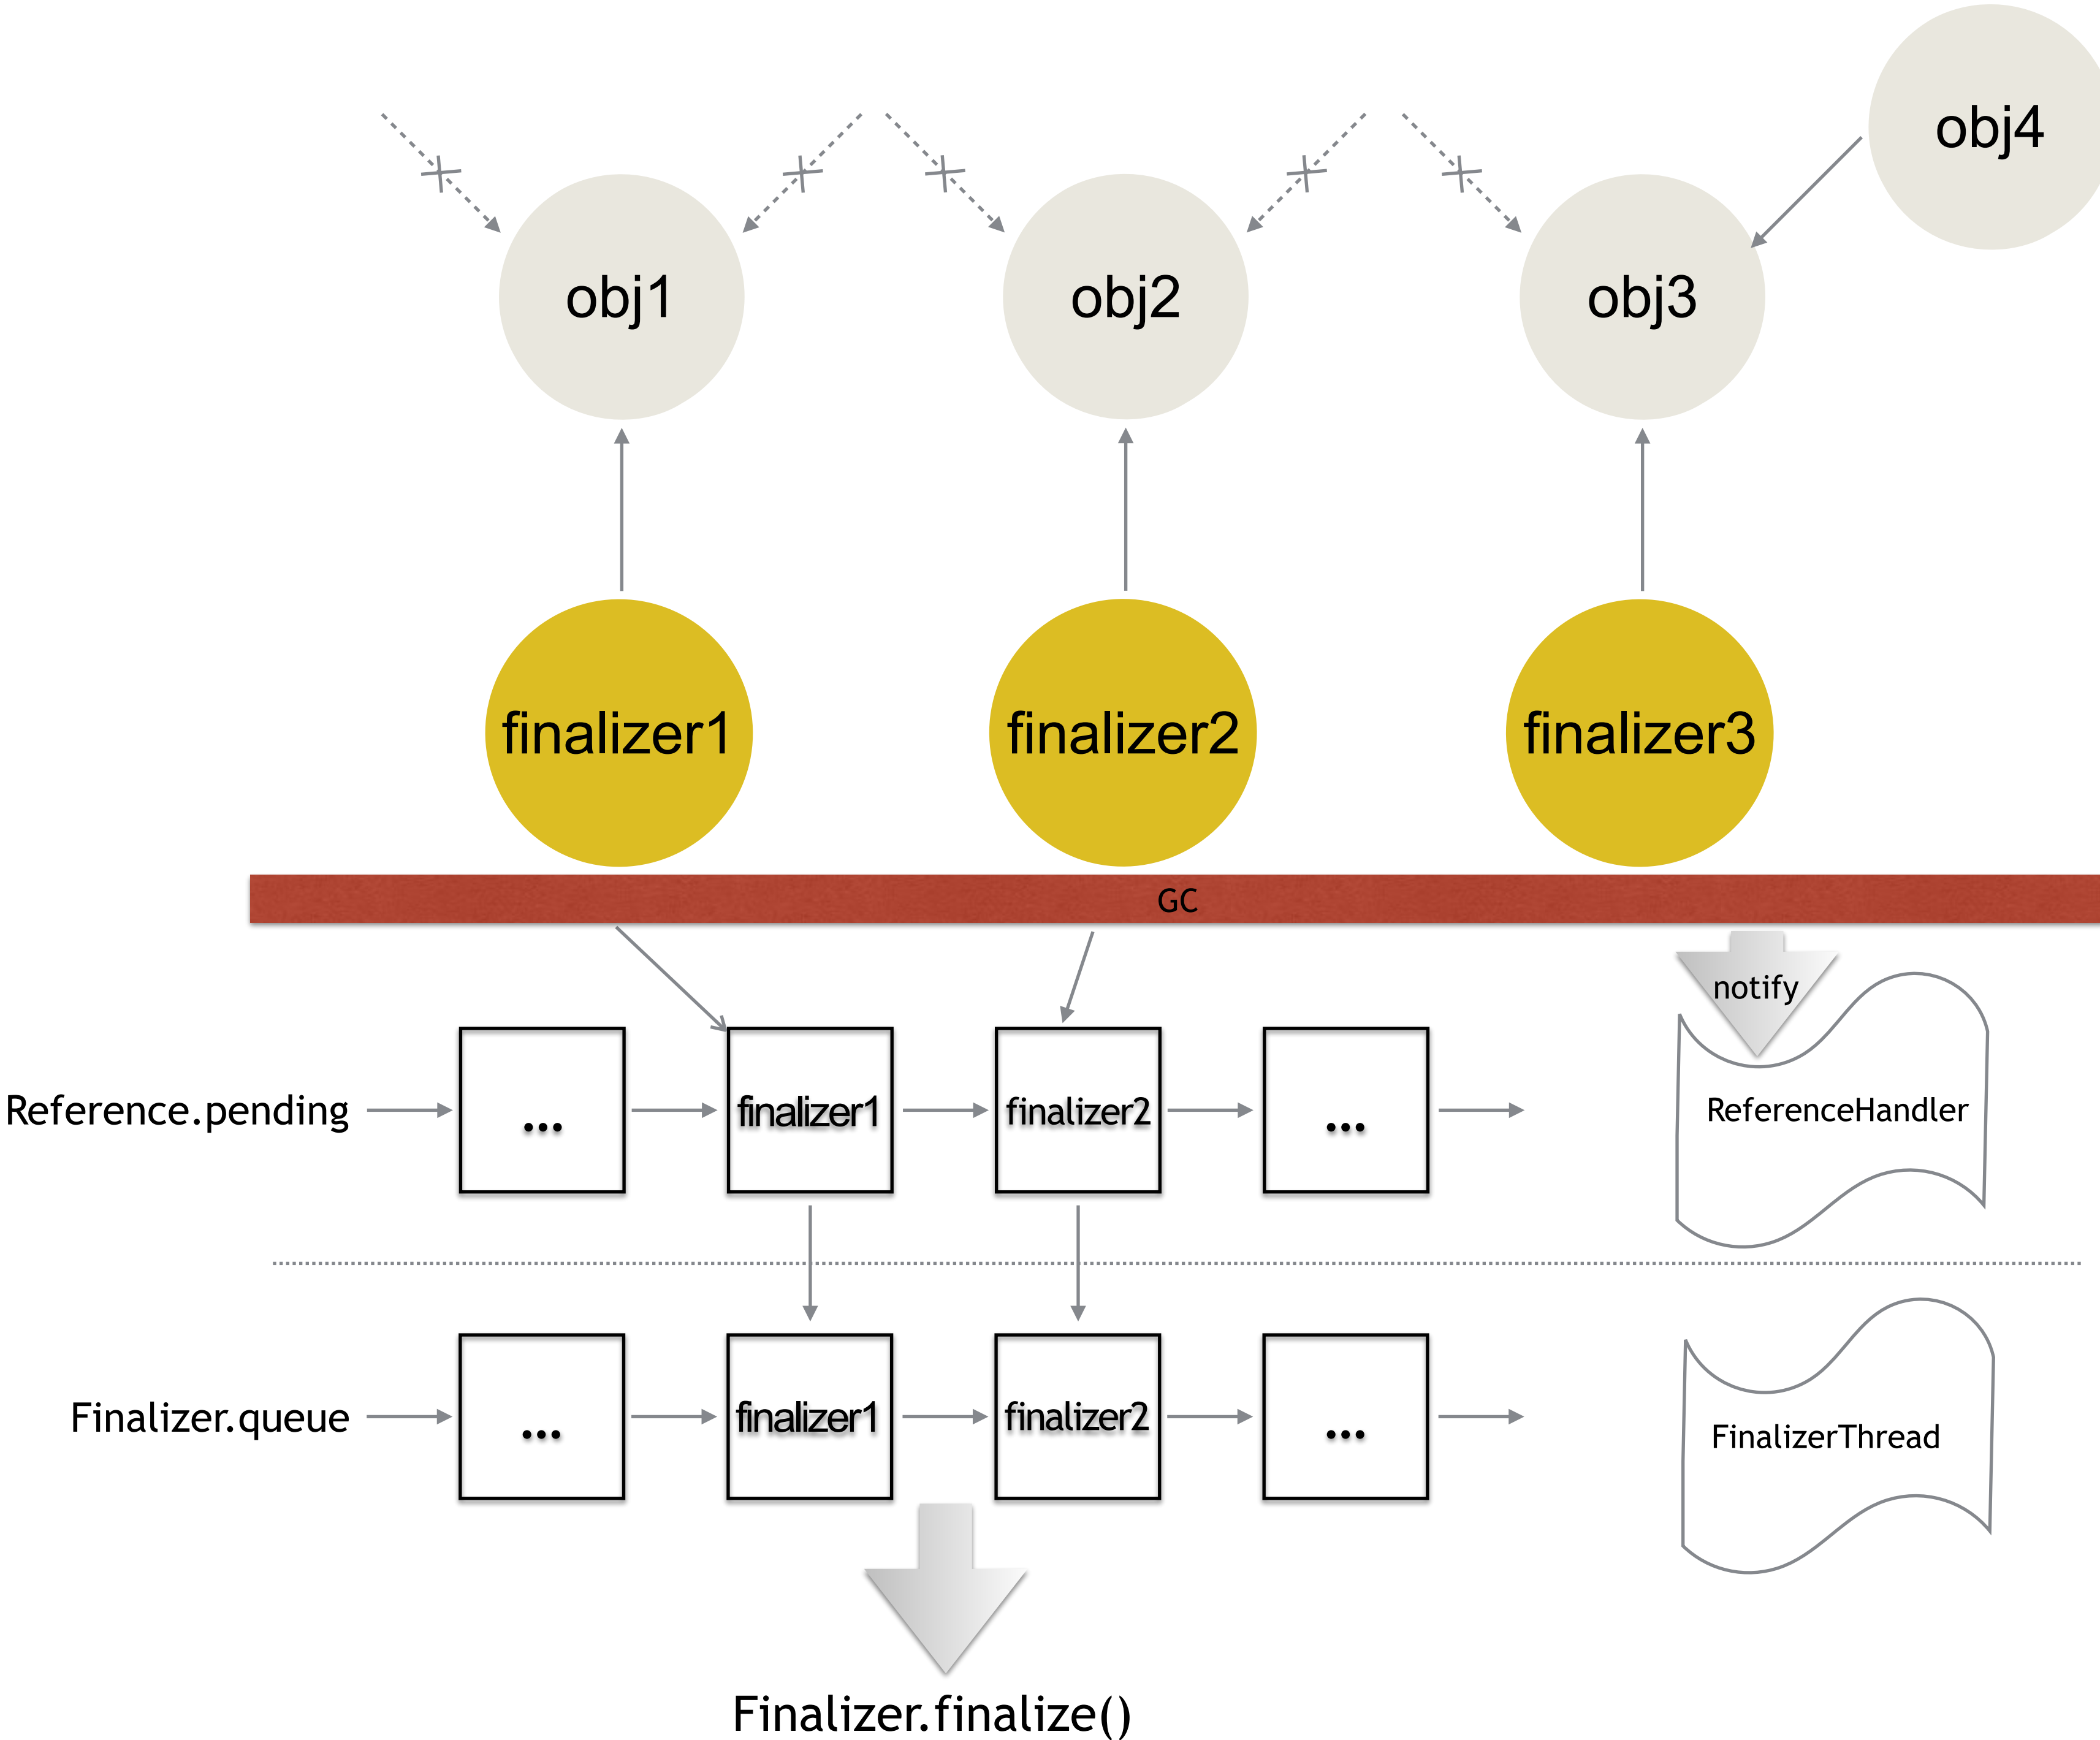 obj4
obj1
obj2
obj3
finalizer1
finalizer2
finalizer3
GC
notify
Reference.pending
...
finalizer1
finalizer2
...
ReferenceHandler
Finalizer.queue
...
finalizer1
finalizer2
...
FinalizerThread
Finalizer.finalize()